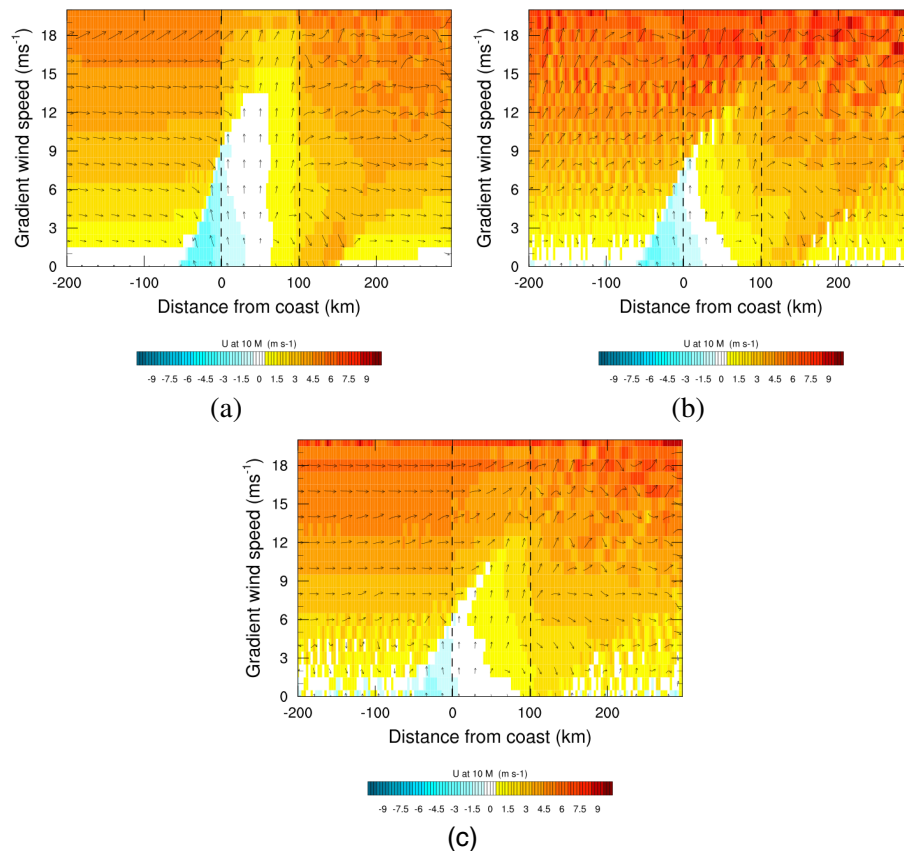 Gradient wind speed (ms-1)
18
15
12
9
6
3
0
-200 -100 0 100 200
Distance from coast (km)
U at 10 M (m s-1)
-9 -7.5 -6 -4.5 -3 -1.5 0 1.5 3 4.5 6 7.5 9
(a)
Gradient wind speed (ms-1)
18
15
12
9
6
3
0
-200 -100 0 100 200
Distance from coast (km)
U at 10 M (m s-1)
-9 -7.5 -6 -4.5 -3 -1.5 0 1.5 3 4.5 6 7.5 9
(b)
Gradient wind speed (ms-1)
18
15
12
9
6
3
0
-200 -100 0 100 200
Distance from coast (km)
U at 10 M (m s-1)
-9 -7.5 -6 -4.5 -3 -1.5 0 1.5 3 4.5 6 7.5 9
(c)